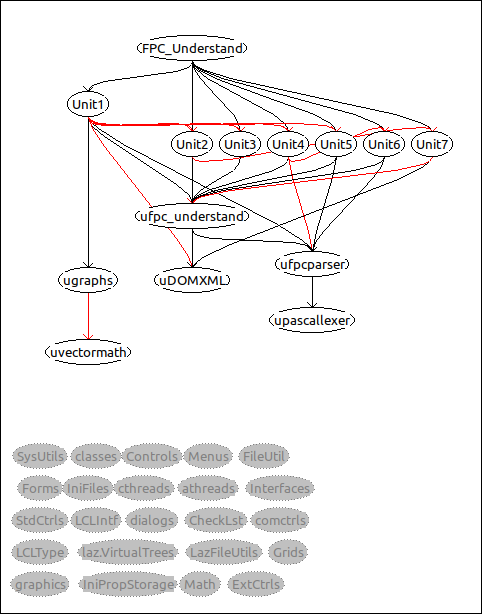 FPC_Understand
Unit1
Unit2 Unit3 Unit4 Unit5 Unit6 Unit7
ufpc_understand
ufpcparser
ugraphs uDOMXML
upascallexer
uvectormath
SysUtils classes Controls Menus FileUtil
Forms IniFiles cthreads athreads Interfaces
StdCtrls LCLIntf dialogs CheckLst comctrls
LCLType laz.VirtualTrees LazFileUtils Grids
graphics IniPropStorage Math ExtCtrls